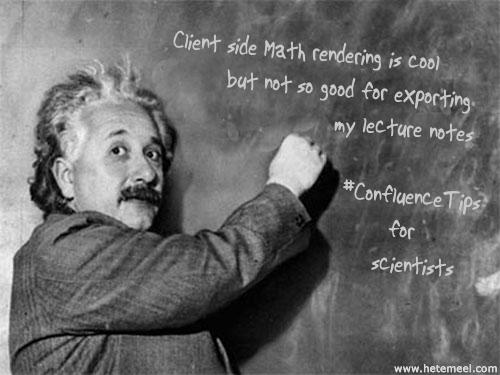 Client side Math rendering is cool
but not so good for exporting
my lecture notes
#ConfluenceTips
for
scientists
www.hetemeel.com